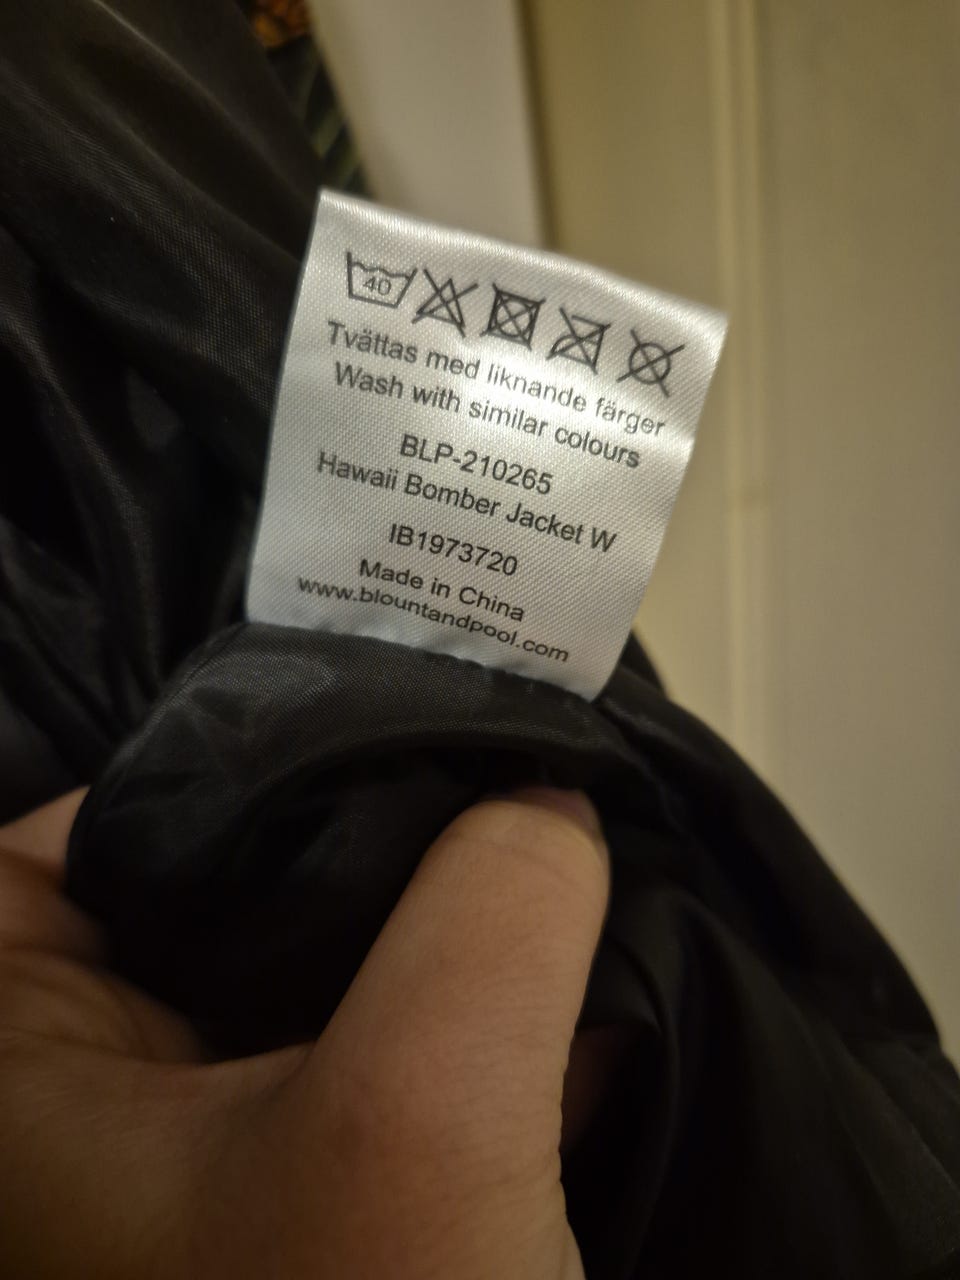 40
Tvättas med liknande färger
Wash with similar colours
BLP-210265
Hawaii Bomber Jacket W
IB1973720
Made in China
www.blountandpool.com